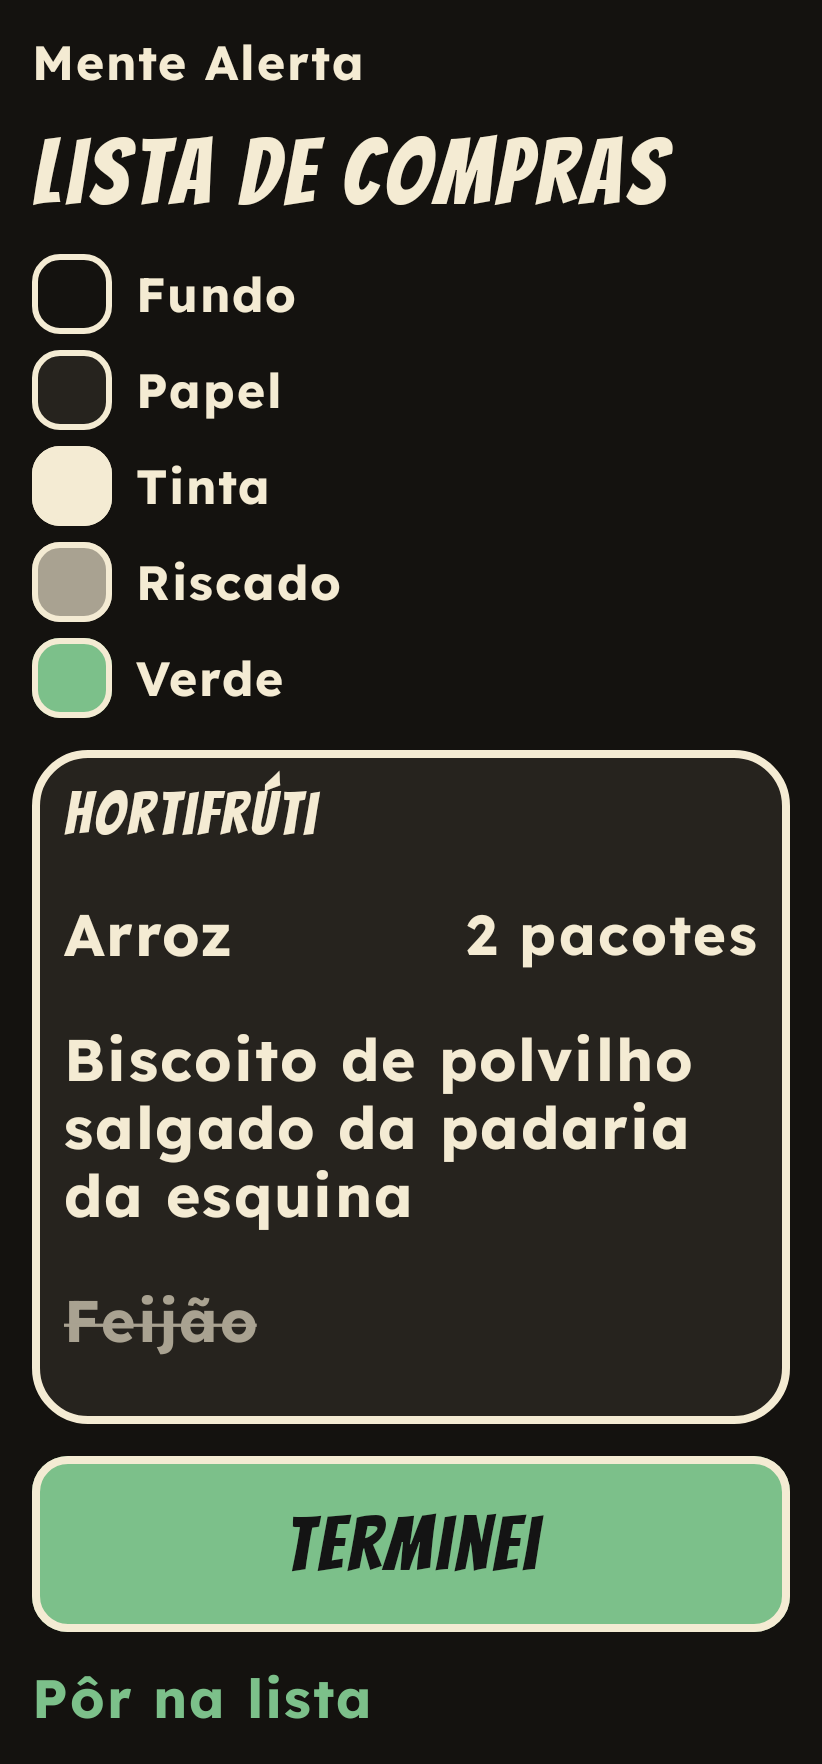 Mente Alerta
LISTA DE COMPRAS
Fundo
Papel
Tinta
Riscado
Verde
HORTIFRÚTI
Arroz 2 pacotes
Biscoito de polvilho
salgado da padaria
da esquina
Feijão
TERMINEI
Pôr na lista